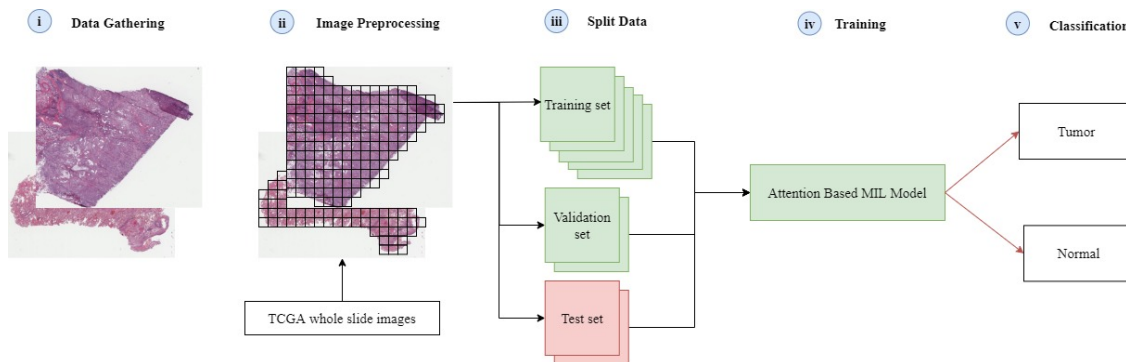 i Data Gathering
ii Image Preprocessing
iii Split Data
iv Training
v Classification
Training set
Tumor
Attention Based MIL Model
Validation
set
Normal
TCGA whole slide images
Test set